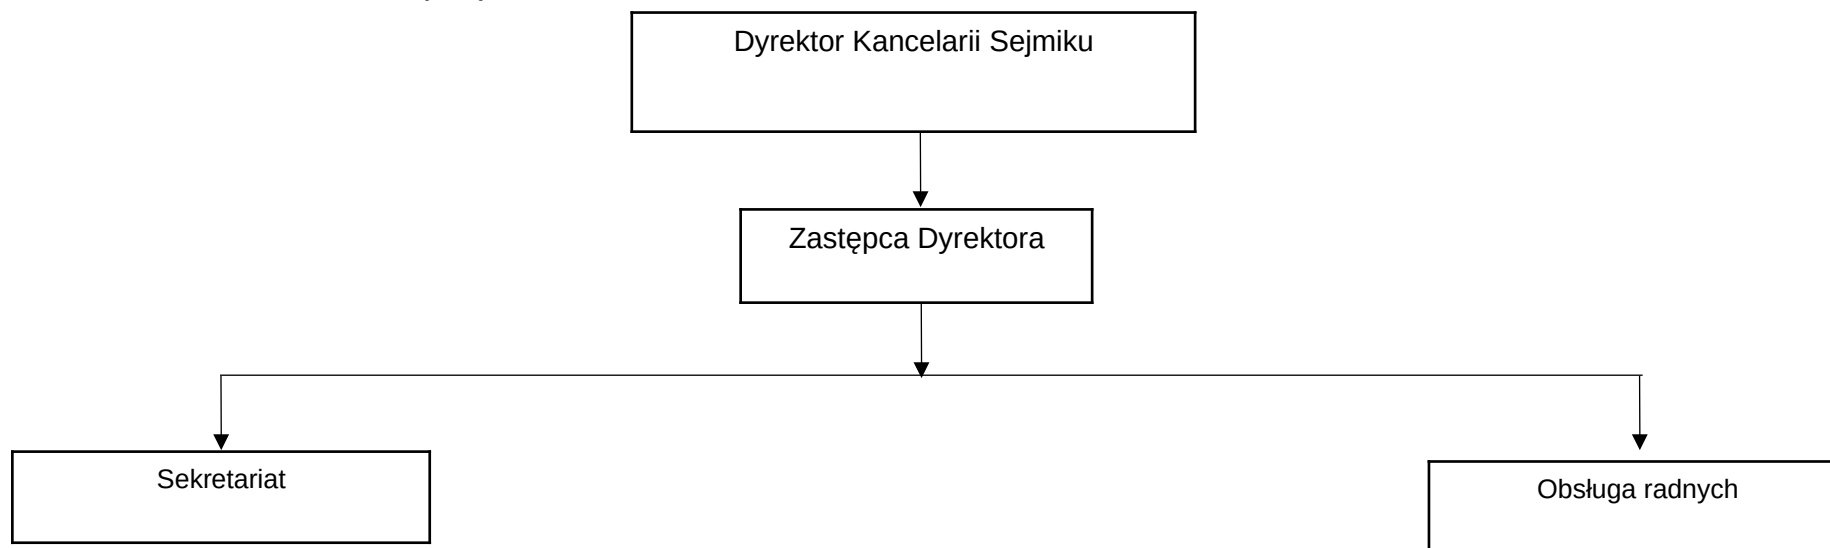 Dyrektor Kancelarii Sejmiku
Zastępca Dyrektora
Sekretariat
Obsługa radnych